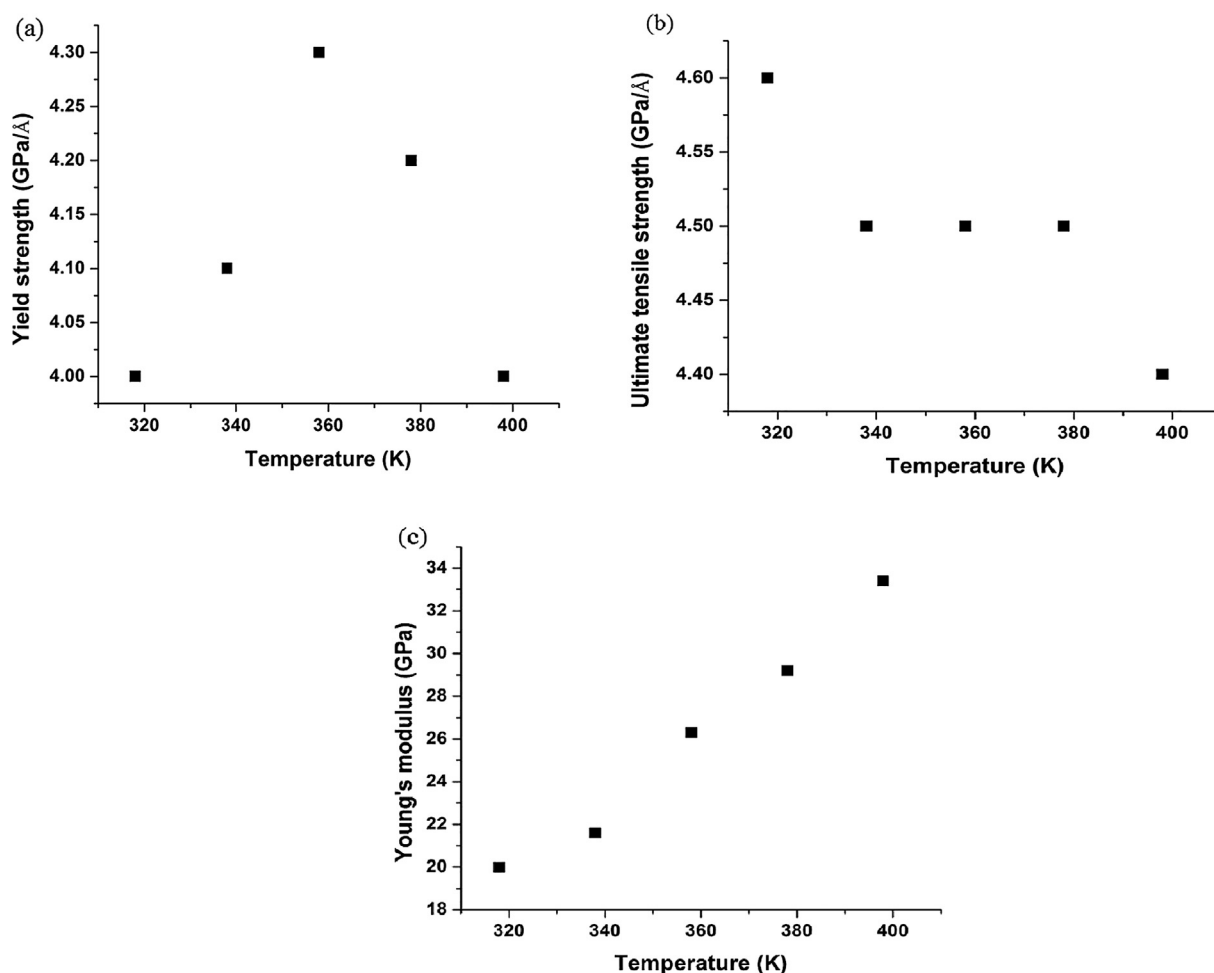 (a)
Yield strength (GPa/Å)
4.30
4.25
4.20
4.15
4.10
4.05
4.00
320 340 360 380 400
Temperature (K)
(b)
Ultimate tensile strength (GPa/Å)
4.60
4.55
4.50
4.45
4.40
320 340 360 380 400
Temperature (K)
(c)
Young's modulus (GPa)
34
32
30
28
26
24
22
20
18
320 340 360 380 400
Temperature (K)